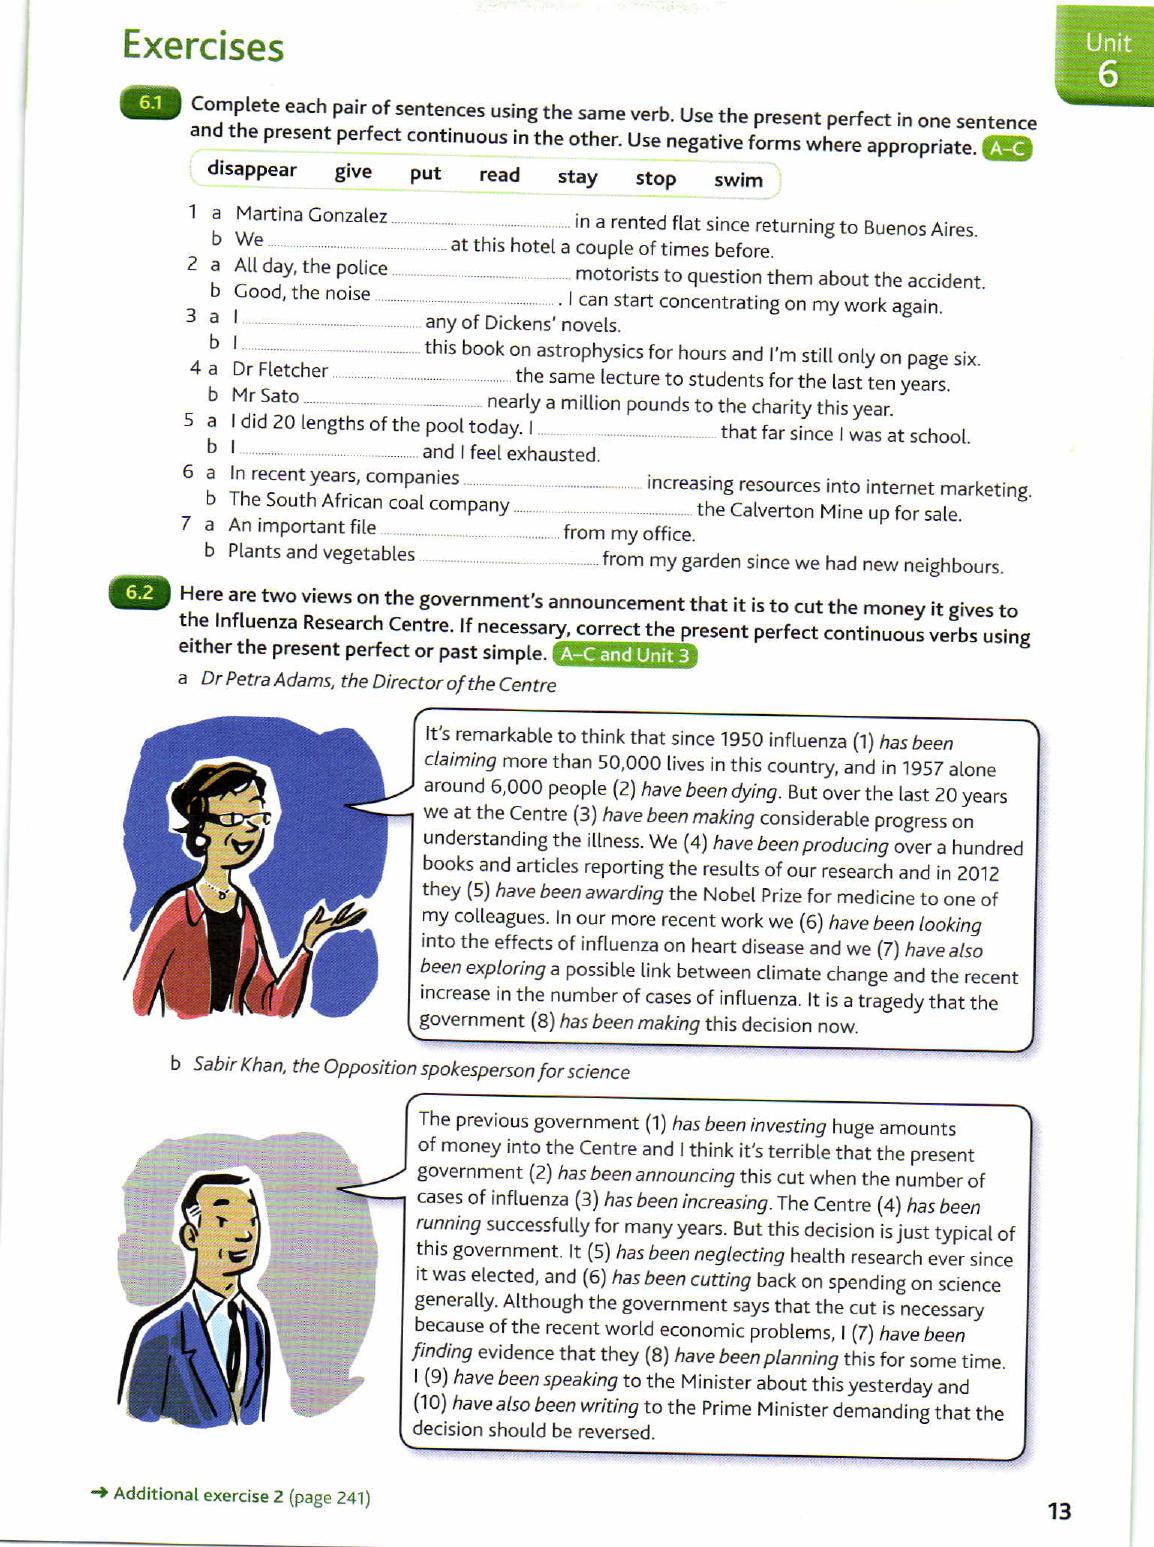 Exercises
Unit
6
6.1 Complete each pair of sentences using the same verb. Use the present perfect in one sentence
and the present perfect continuous in the other. Use negative forms where appropriate. A–C
disappear give put read stay stop swim
1 a Martina Gonzalez .................... in a rented flat since returning to Buenos Aires.
b We .................... at this hotel a couple of times before.
2 a All day, the police .................... motorists to question them about the accident.
b Good, the noise .................... . I can start concentrating on my work again.
3 a I .................... any of Dickens' novels.
b I .................... this book on astrophysics for hours and I'm still only on page six.
4 a Dr Fletcher .................... the same lecture to students for the last ten years.
b Mr Sato .................... nearly a million pounds to the charity this year.
5 a I did 20 lengths of the pool today. I .................... that far since I was at school.
b I .................... and I feel exhausted.
6 a In recent years, companies .................... increasing resources into internet marketing.
b The South African coal company .................... the Calverton Mine up for sale.
7 a An important file .................... from my office.
b Plants and vegetables .................... from my garden since we had new neighbours.
6.2 Here are two views on the government's announcement that it is to cut the money it gives to
the Influenza Research Centre. If necessary, correct the present perfect continuous verbs using
either the present perfect or past simple. A–C and Unit 3
a Dr Petra Adams, the Director of the Centre
It's remarkable to think that since 1950 influenza (1) has been
claiming more than 50,000 lives in this country, and in 1957 alone
around 6,000 people (2) have been dying. But over the last 20 years
we at the Centre (3) have been making considerable progress on
understanding the illness. We (4) have been producing over a hundred
books and articles reporting the results of our research and in 2012
they (5) have been awarding the Nobel Prize for medicine to one of
my colleagues. In our more recent work we (6) have been looking
into the effects of influenza on heart disease and we (7) have also
been exploring a possible link between climate change and the recent
increase in the number of cases of influenza. It is a tragedy that the
government (8) has been making this decision now.
b Sabir Khan, the Opposition spokesperson for science
The previous government (1) has been investing huge amounts
of money into the Centre and I think it's terrible that the present
government (2) has been announcing this cut when the number of
cases of influenza (3) has been increasing. The Centre (4) has been
running successfully for many years. But this decision is just typical of
this government. It (5) has been neglecting health research ever since
it was elected, and (6) has been cutting back on spending on science
generally. Although the government says that the cut is necessary
because of the recent world economic problems, I (7) have been
finding evidence that they (8) have been planning this for some time.
I (9) have been speaking to the Minister about this yesterday and
(10) have also been writing to the Prime Minister demanding that the
decision should be reversed.
➔ Additional exercise 2 (page 241)
13